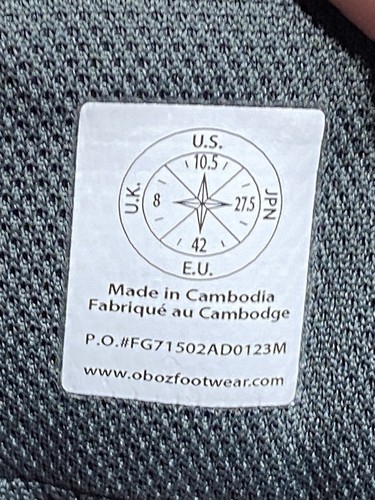 U.S.
10.5
U.K.
8
27.5
JPN
42
E.U.
Made in Cambodia
Fabriqué au Cambodge
P.O.#FG71502AD0123M
www.obozfootwear.com